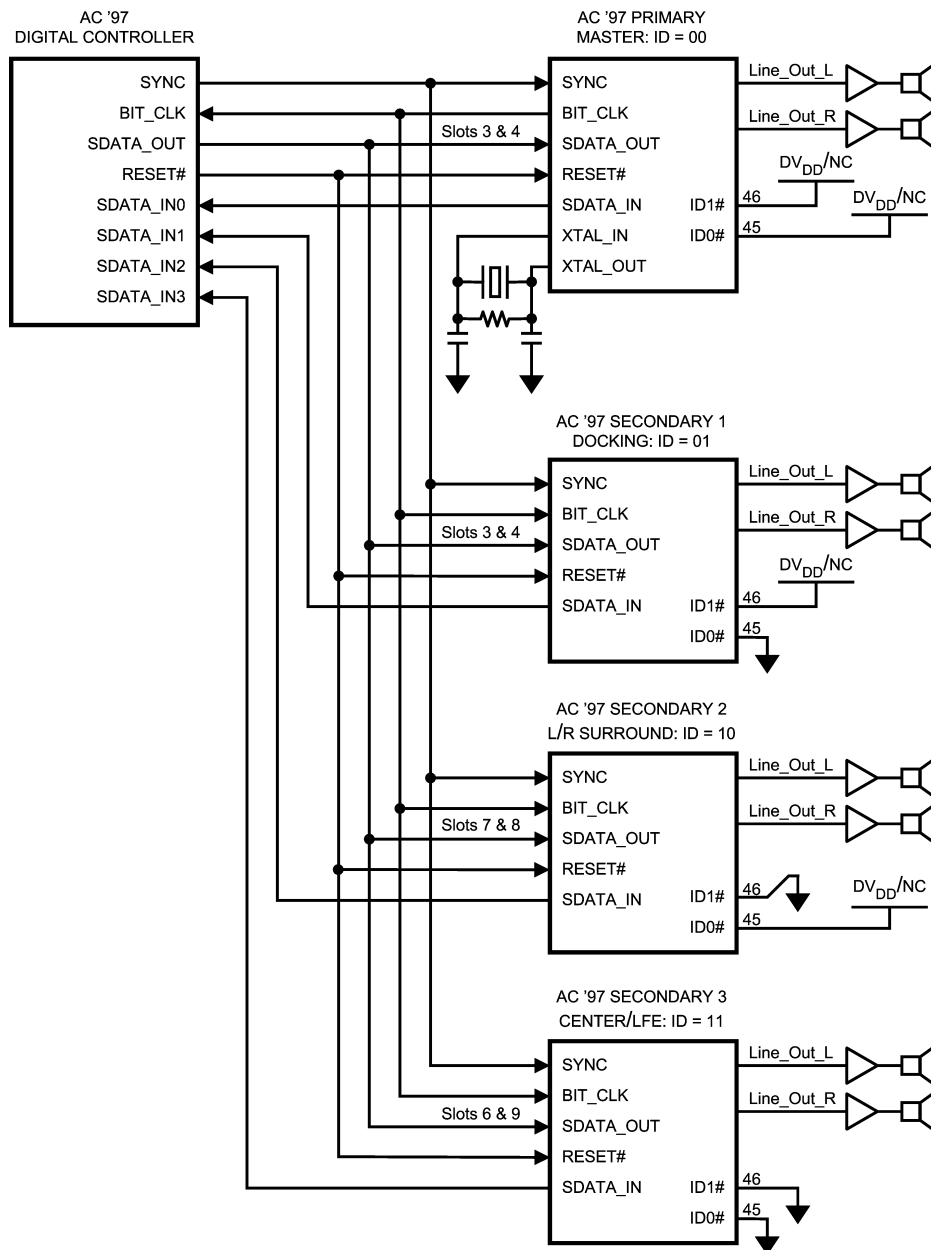 AC '97
DIGITAL CONTROLLER
SYNC
BIT_CLK
SDATA_OUT
RESET#
SDATA_IN0
SDATA_IN1
SDATA_IN2
SDATA_IN3
AC '97 PRIMARY
MASTER: ID = 00
SYNC
BIT_CLK
Slots 3 & 4
SDATA_OUT
RESET#
SDATA_IN
XTAL_IN
XTAL_OUT
ID1#
ID0#
46
45
Line_Out_L
Line_Out_R
DVDD/NC
DVDD/NC
AC '97 SECONDARY 1
DOCKING: ID = 01
SYNC
BIT_CLK
Slots 3 & 4
SDATA_OUT
RESET#
SDATA_IN
ID1#
ID0#
46
45
Line_Out_L
Line_Out_R
DVDD/NC
AC '97 SECONDARY 2
L/R SURROUND: ID = 10
SYNC
BIT_CLK
Slots 7 & 8
SDATA_OUT
RESET#
SDATA_IN
ID1#
ID0#
46
45
Line_Out_L
Line_Out_R
DVDD/NC
AC '97 SECONDARY 3
CENTER/LFE: ID = 11
SYNC
BIT_CLK
Slots 6 & 9
SDATA_OUT
RESET#
SDATA_IN
ID1#
ID0#
46
45
Line_Out_L
Line_Out_R